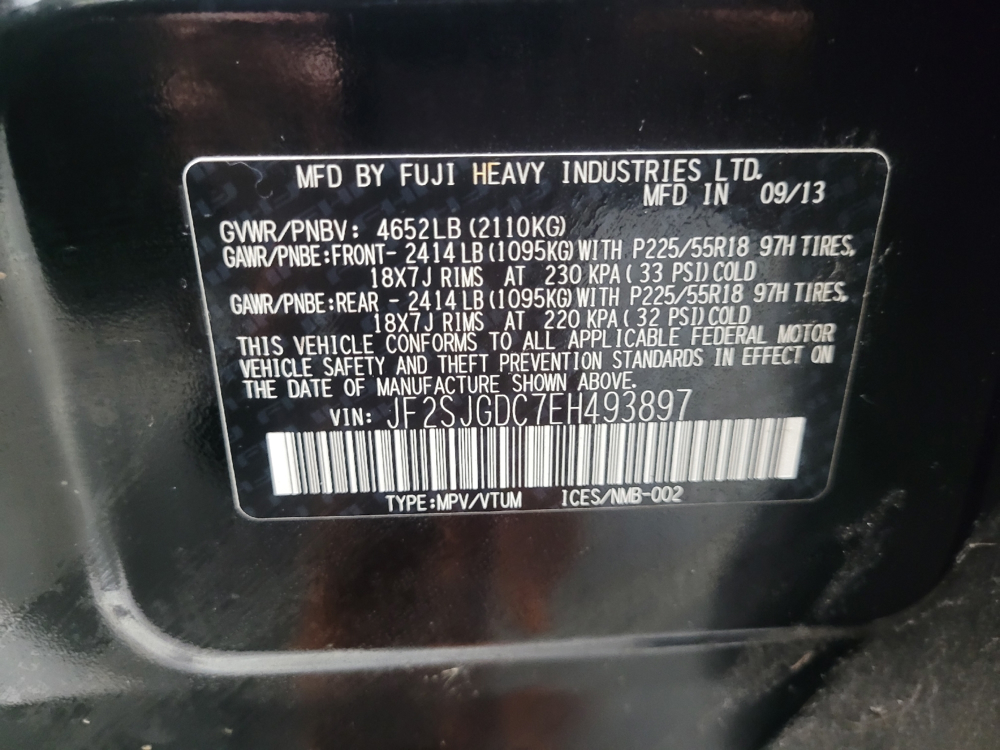 MFD BY FUJI HEAVY INDUSTRIES LTD.
MFD IN 09/13
GVWR/PNBV: 4652LB (2110KG)
GAWR/PNBE:FRONT- 2414 LB (1095KG) WITH P225/55R18 97H TIRES,
18X7J RIMS AT 230 KPA ( 33 PSI) COLD
GAWR/PNBE:REAR - 2414 LB (1095KG) WITH P225/55R18 97H TIRES,
18X7J RIMS AT 220 KPA ( 32 PSI) COLD
THIS VEHICLE CONFORMS TO ALL APPLICABLE FEDERAL MOTOR
VEHICLE SAFETY AND THEFT PREVENTION STANDARDS IN EFFECT ON
THE DATE OF MANUFACTURE SHOWN ABOVE.
VIN: JF2SJGDC7EH493897
TYPE:MPV/VTUM ICES/NMB-002